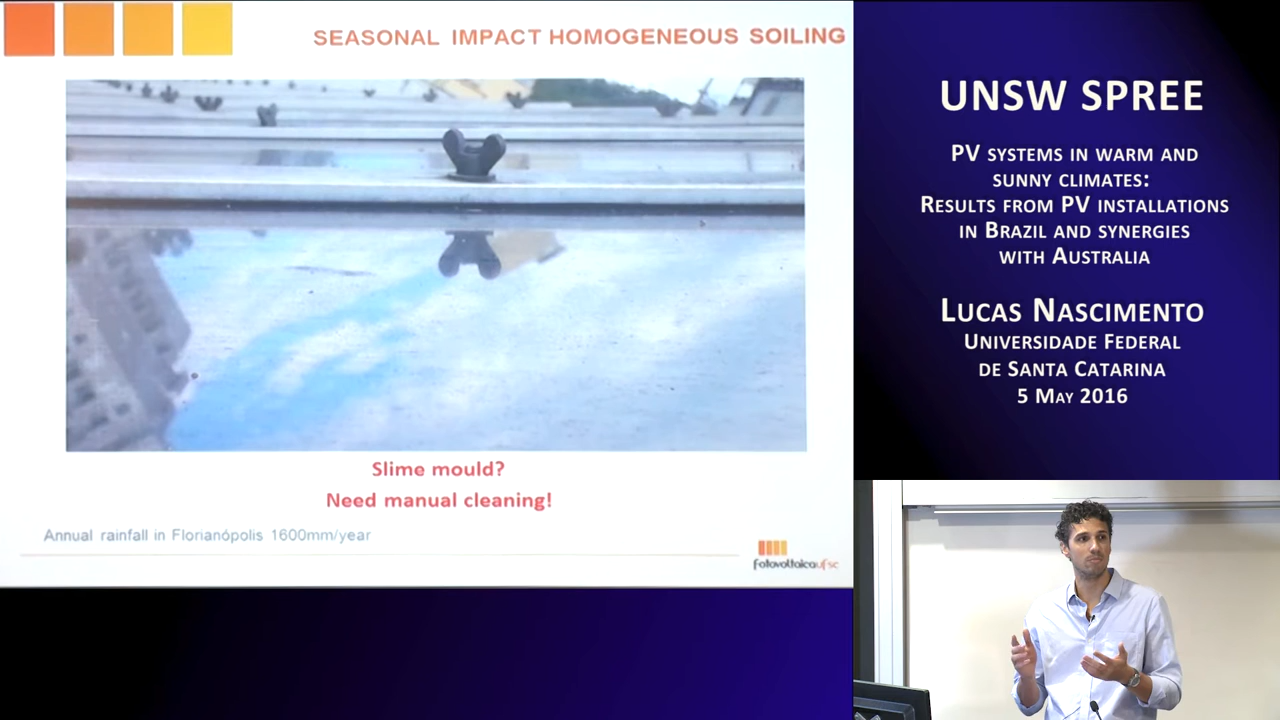 SEASONAL IMPACT HOMOGENEOUS SOILING
Slime mould?
Need manual cleaning!
Annual rainfall in Florianópolis 1600mm/year
fotovoltaicaufsc
UNSW SPREE
PV SYSTEMS IN WARM AND
SUNNY CLIMATES:
RESULTS FROM PV INSTALLATIONS
IN BRAZIL AND SYNERGIES
WITH AUSTRALIA
LUCAS NASCIMENTO
UNIVERSIDADE FEDERAL
DE SANTA CATARINA
5 MAY 2016